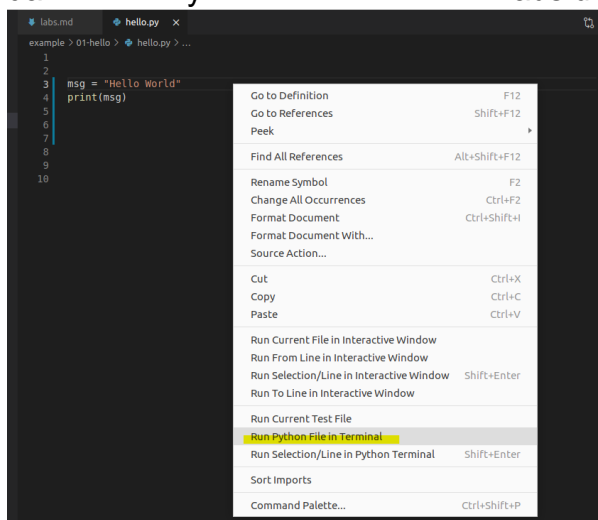 labs.md hello.py ×
example > 01-hello > hello.py > ...
1
2
3 msg = "Hello World"
4 print(msg)
5
6
7
8
9
10
Go to Definition F12
Go to References Shift+F12
Peek
Find All References Alt+Shift+F12
Rename Symbol F2
Change All Occurrences Ctrl+F2
Format Document Ctrl+Shift+I
Format Document With...
Source Action...
Cut Ctrl+X
Copy Ctrl+C
Paste Ctrl+V
Run Current File in Interactive Window
Run From Line in Interactive Window
Run Selection/Line in Interactive Window Shift+Enter
Run To Line in Interactive Window
Run Current Test File
Run Python File in Terminal
Run Selection/Line in Python Terminal Shift+Enter
Sort Imports
Command Palette... Ctrl+Shift+P